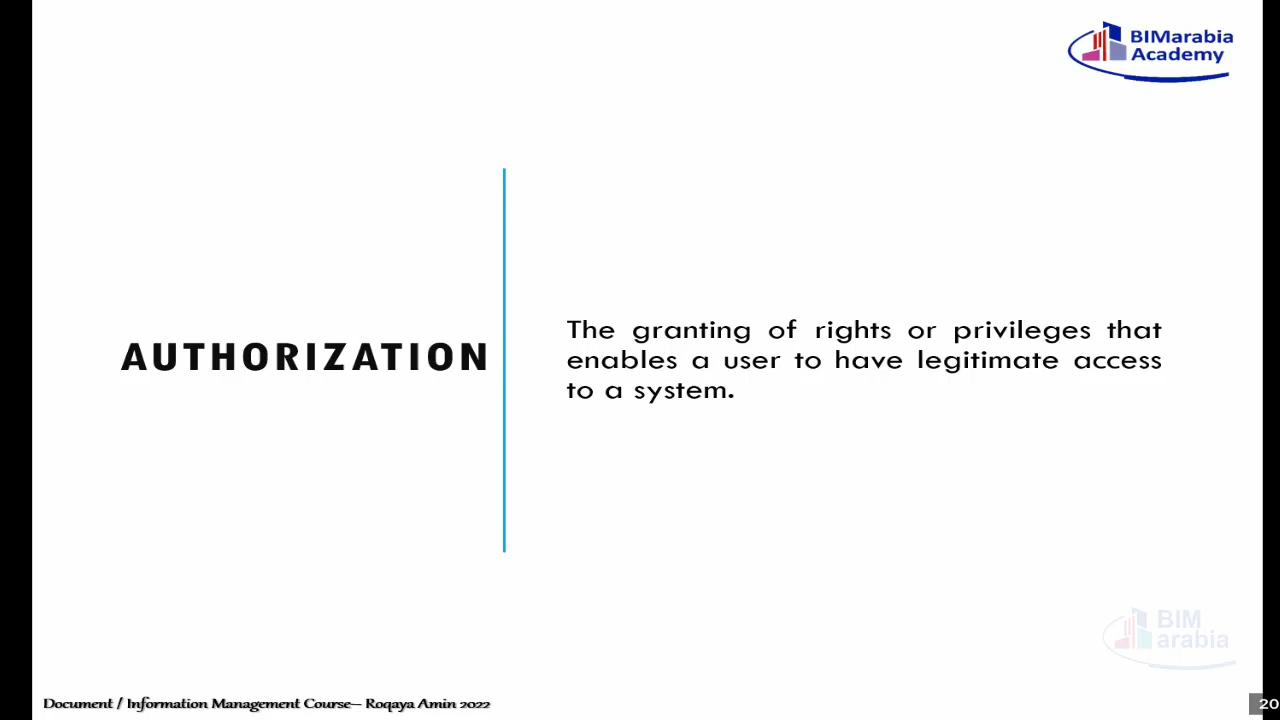 BIMarabia
Academy
AUTHORIZATION
The granting of rights or privileges that
enables a user to have legitimate access
to a system.
BIM
arabia
Document / Information Management Course– Roqaya Amin 2022
20